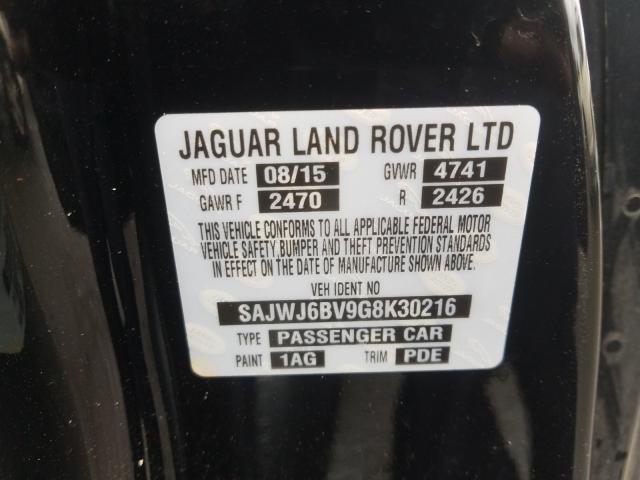 JAGUAR LAND ROVER LTD
MFD DATE 08/15 GVWR 4741
GAWR F 2470 R 2426
THIS VEHICLE CONFORMS TO ALL APPLICABLE FEDERAL MOTOR
VEHICLE SAFETY, BUMPER AND THEFT PREVENTION STANDARDS
IN EFFECT ON THE DATE OF MANUFACTURE SHOWN ABOVE.
VEH IDENT NO
SAJWJ6BV9G8K30216
TYPE PASSENGER CAR
PAINT 1AG TRIM PDE